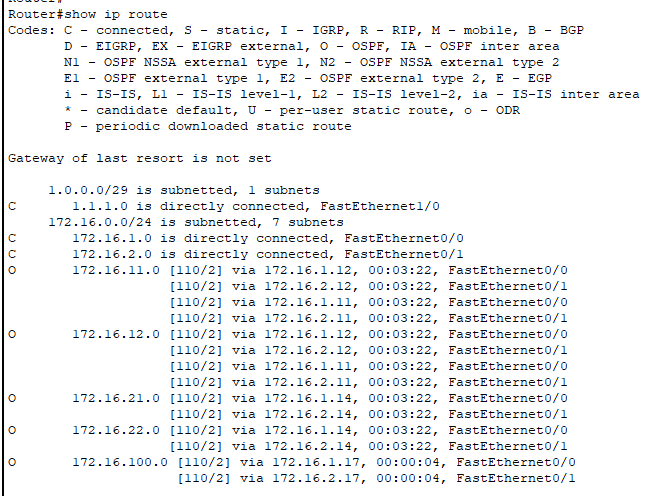 Router#show ip route
Codes: C - connected, S - static, I - IGRP, R - RIP, M - mobile, B - BGP
       D - EIGRP, EX - EIGRP external, O - OSPF, IA - OSPF inter area
       N1 - OSPF NSSA external type 1, N2 - OSPF NSSA external type 2
       E1 - OSPF external type 1, E2 - OSPF external type 2, E - EGP
       i - IS-IS, L1 - IS-IS level-1, L2 - IS-IS level-2, ia - IS-IS inter area
       * - candidate default, U - per-user static route, o - ODR
       P - periodic downloaded static route
Gateway of last resort is not set
     1.0.0.0/29 is subnetted, 1 subnets
C       1.1.1.0 is directly connected, FastEthernet1/0
     172.16.0.0/24 is subnetted, 7 subnets
C       172.16.1.0 is directly connected, FastEthernet0/0
C       172.16.2.0 is directly connected, FastEthernet0/1
O       172.16.11.0 [110/2] via 172.16.1.12, 00:03:22, FastEthernet0/0
                    [110/2] via 172.16.2.12, 00:03:22, FastEthernet0/1
                    [110/2] via 172.16.1.11, 00:03:22, FastEthernet0/0
                    [110/2] via 172.16.2.11, 00:03:22, FastEthernet0/1
O       172.16.12.0 [110/2] via 172.16.1.12, 00:03:22, FastEthernet0/0
                    [110/2] via 172.16.2.12, 00:03:22, FastEthernet0/1
                    [110/2] via 172.16.1.11, 00:03:22, FastEthernet0/0
                    [110/2] via 172.16.2.11, 00:03:22, FastEthernet0/1
O       172.16.21.0 [110/2] via 172.16.1.14, 00:03:22, FastEthernet0/0
                    [110/2] via 172.16.2.14, 00:03:22, FastEthernet0/1
O       172.16.22.0 [110/2] via 172.16.1.14, 00:03:22, FastEthernet0/0
                    [110/2] via 172.16.2.14, 00:03:22, FastEthernet0/1
O       172.16.100.0 [110/2] via 172.16.1.17, 00:00:04, FastEthernet0/0
                     [110/2] via 172.16.2.17, 00:00:04, FastEthernet0/1